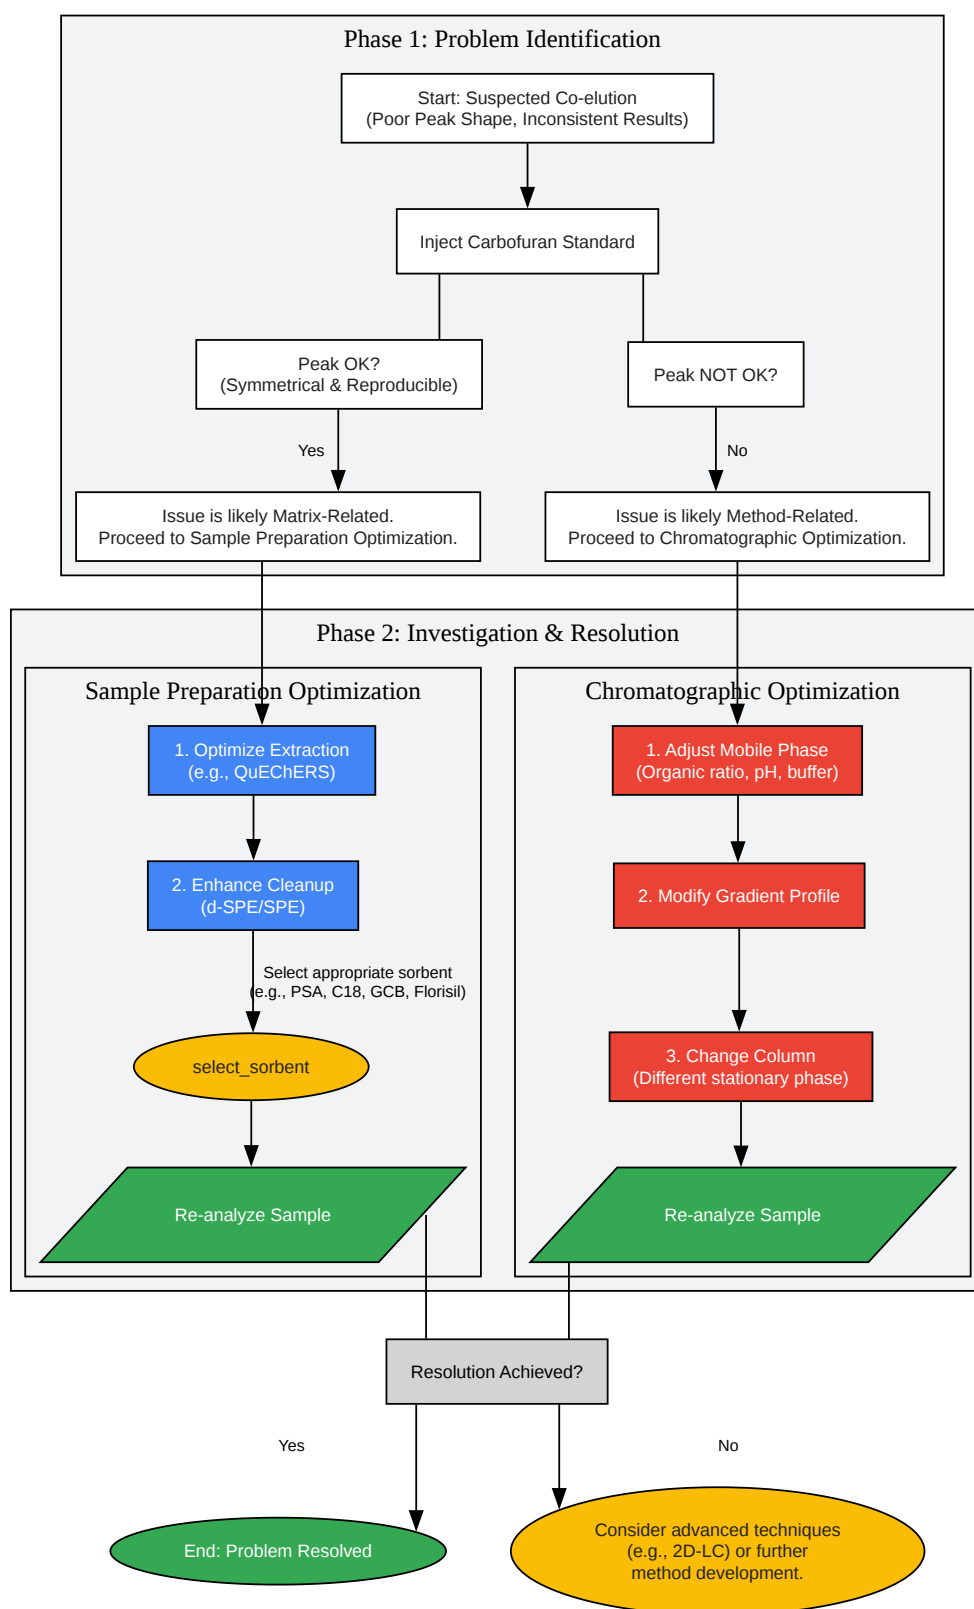 Phase 1: Problem Identification
Start: Suspected Co-elution
(Poor Peak Shape, Inconsistent Results)
Inject Carbofuran Standard
Peak OK?
(Symmetrical & Reproducible)
Peak NOT OK?
Yes
No
Issue is likely Matrix-Related.
Proceed to Sample Preparation Optimization.
Issue is likely Method-Related.
Proceed to Chromatographic Optimization.
Phase 2: Investigation & Resolution
Sample Preparation Optimization
1. Optimize Extraction
(e.g., QuEChERS)
2. Enhance Cleanup
(d-SPE/SPE)
Select appropriate sorbent
(e.g., PSA, C18, GCB, Florisil)
select_sorbent
Re-analyze Sample
Chromatographic Optimization
1. Adjust Mobile Phase
(Organic ratio, pH, buffer)
2. Modify Gradient Profile
3. Change Column
(Different stationary phase)
Re-analyze Sample
Resolution Achieved?
Yes
No
End: Problem Resolved
Consider advanced techniques
(e.g., 2D-LC) or further
method development.